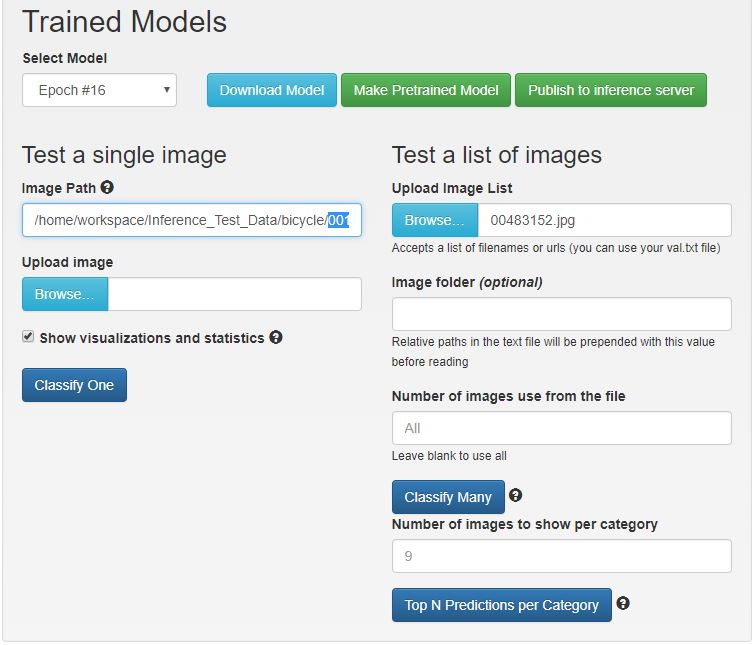 Trained Models
Select Model
Epoch #16
Download Model
Make Pretrained Model
Publish to inference server
Test a single image
Image Path
/home/workspace/Inference_Test_Data/bicycle/001
Upload image
Browse...
Show visualizations and statistics
Classify One
Test a list of images
Upload Image List
Browse...
00483152.jpg
Accepts a list of filenames or urls (you can use your val.txt file)
Image folder (optional)
Relative paths in the text file will be prepended with this value
before reading
Number of images use from the file
All
Leave blank to use all
Classify Many
Number of images to show per category
9
Top N Predictions per Category